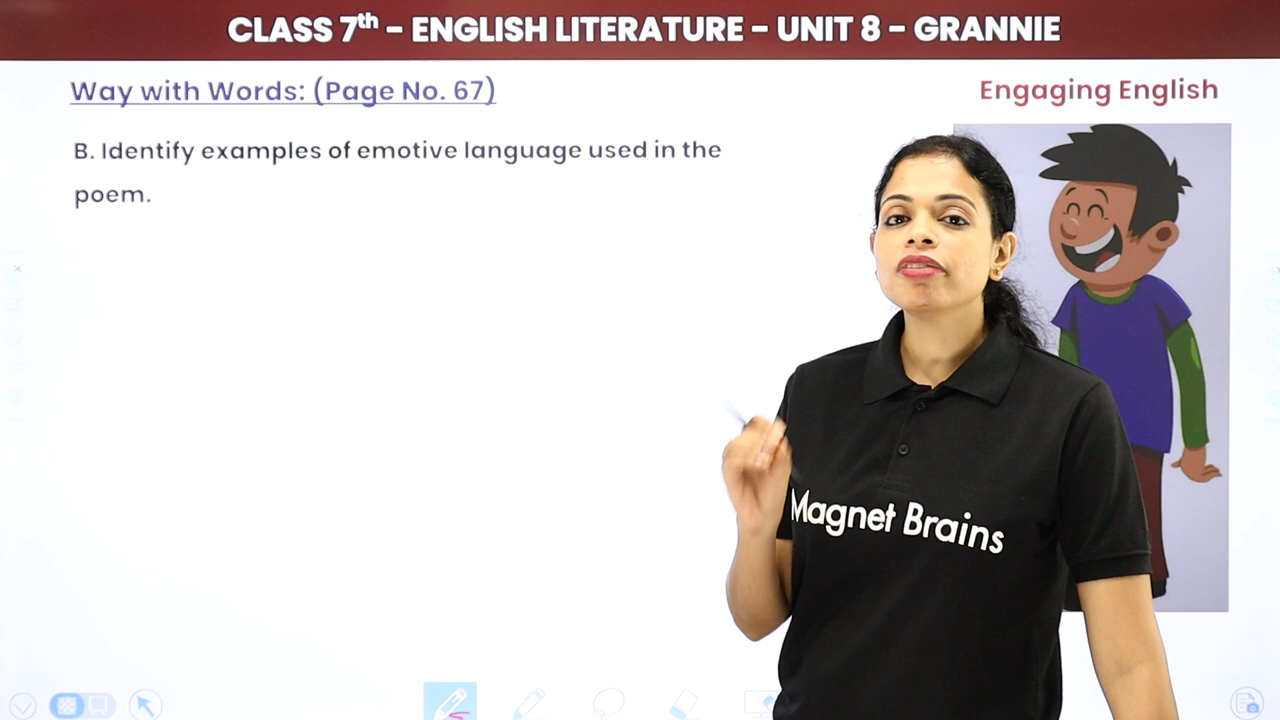 CLASS 7th - ENGLISH LITERATURE - UNIT 8 - GRANNIE
Way with Words: (Page No. 67)
Engaging English
B. Identify examples of emotive language used in the
poem.
Magnet Brains